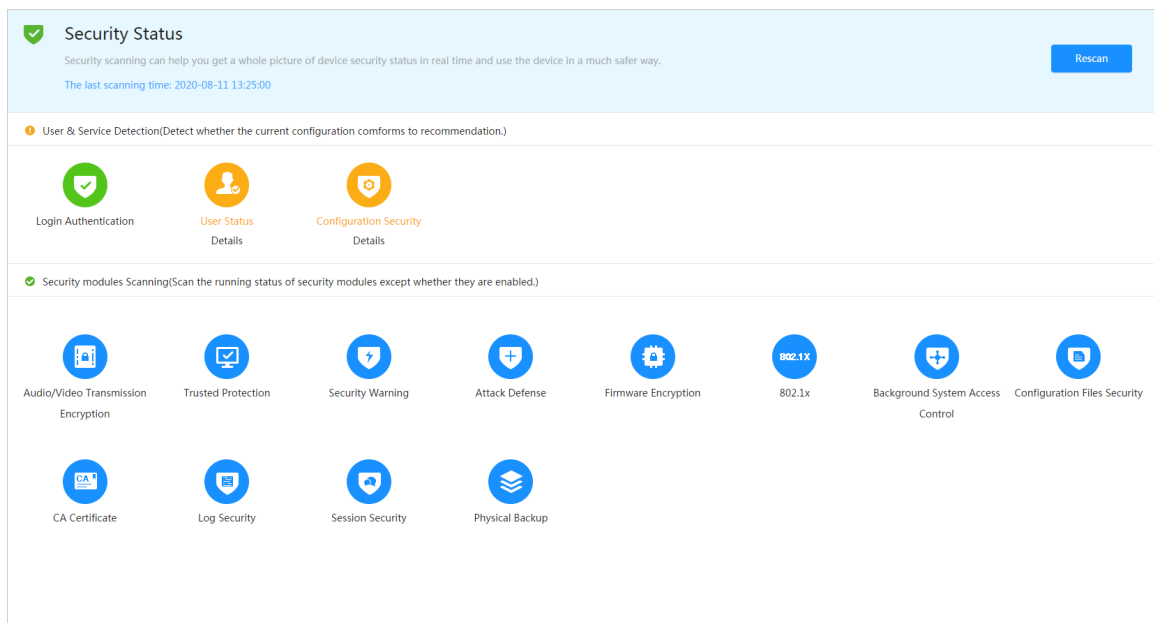 Security Status
Security scanning can help you get a whole picture of device security status in real time and use the device in a much safer way.
Rescan
The last scanning time: 2020-08-11 13:25:00
User & Service Detection(Detect whether the current configuration comforms to recommendation.)
Login Authentication
User Status
Configuration Security
Details
Details
Security modules Scanning(Scan the running status of security modules except whether they are enabled.)
802.1X
Audio/Video Transmission
Encryption
Trusted Protection
Security Warning
Attack Defense
Firmware Encryption
802.1x
Background System Access
Control
Configuration Files Security
CA
CA Certificate
Log Security
Session Security
Physical Backup